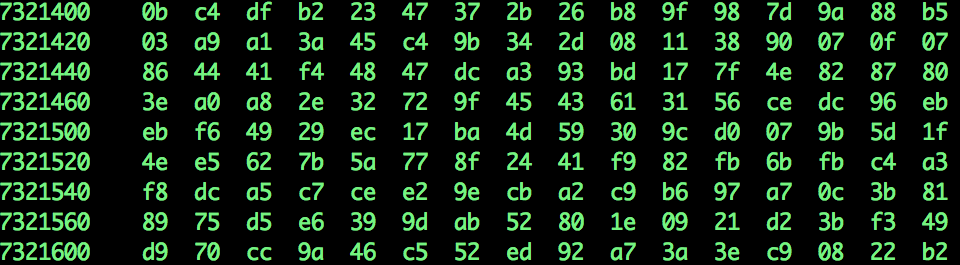 7321400 0b c4 df b2 23 47 37 2b 26 b8 9f 98 7d 9a 88 b5
7321420 03 a9 a1 3a 45 c4 9b 34 2d 08 11 38 90 07 0f 07
7321440 86 44 41 f4 48 47 dc a3 93 bd 17 7f 4e 82 87 80
7321460 3e a0 a8 2e 32 72 9f 45 43 61 31 56 ce dc 96 eb
7321500 eb f6 49 29 ec 17 ba 4d 59 30 9c d0 07 9b 5d 1f
7321520 4e e5 62 7b 5a 77 8f 24 41 f9 82 fb 6b fb c4 a3
7321540 f8 dc a5 c7 ce e2 9e cb a2 c9 b6 97 a7 0c 3b 81
7321560 89 75 d5 e6 39 9d ab 52 80 1e 09 21 d2 3b f3 49
7321600 d9 70 cc 9a 46 c5 52 ed 92 a7 3a 3e c9 08 22 b2